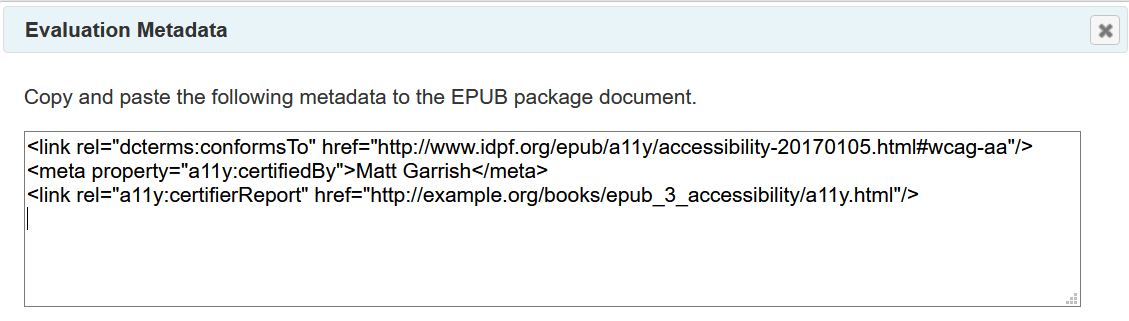 Evaluation Metadata
Copy and paste the following metadata to the EPUB package document.
<link rel="dcterms:conformsTo" href="http://www.idpf.org/epub/a11y/accessibility-20170105.html#wcag-aa"/>
<meta property="a11y:certifiedBy">Matt Garrish</meta>
<link rel="a11y:certifierReport" href="http://example.org/books/epub_3_accessibility/a11y.html"/>